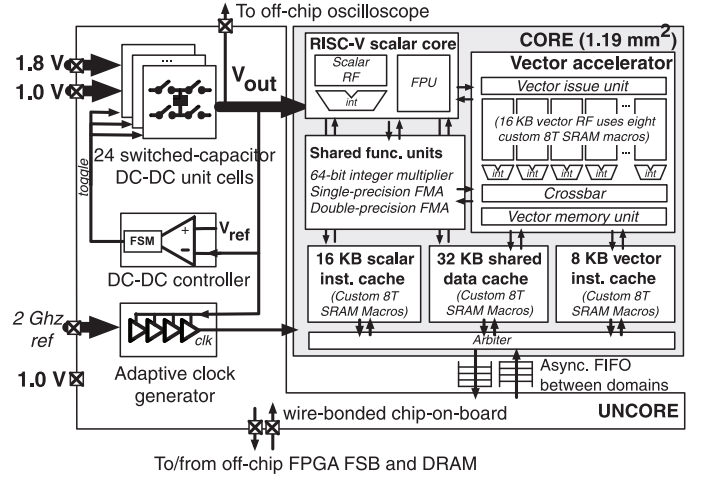 To off-chip oscilloscope
1.8 V
1.0 V
Vout
24 switched-capacitor
DC-DC unit cells
toggle
FSM
+
−
Vref
DC-DC controller
2 Ghz
ref
clk
Adaptive clock
generator
1.0 V
CORE (1.19 mm²)
RISC-V scalar core
Scalar
RF
int
FPU
Vector accelerator
Vector issue unit
...
(16 KB vector RF uses eight
custom 8T SRAM macros)
...
int
int
int
int
int
Crossbar
Vector memory unit
Shared func. units
64-bit integer multiplier
Single-precision FMA
Double-precision FMA
16 KB scalar
inst. cache
(Custom 8T
SRAM Macros)
32 KB shared
data cache
(Custom 8T
SRAM Macros)
8 KB vector
inst. cache
(Custom 8T
SRAM Macros)
Arbiter
Async. FIFO
between domains
UNCORE
wire-bonded chip-on-board
To/from off-chip FPGA FSB and DRAM